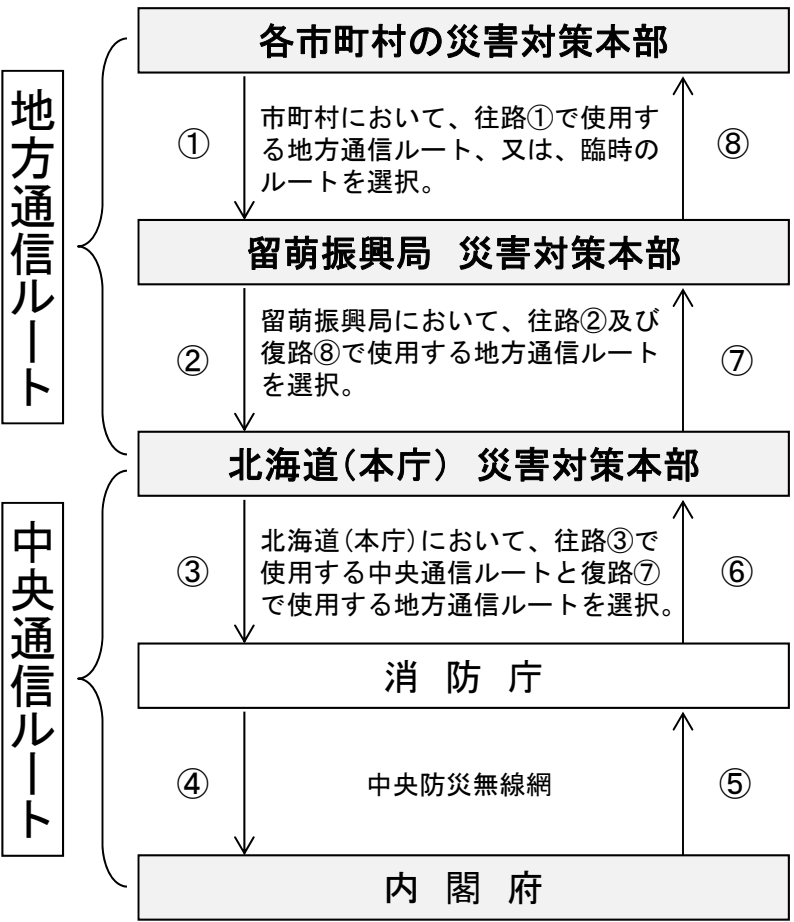 各市町村の災害対策本部
地方通信ルート
①
市町村において、往路①で使用す
る地方通信ルート、又は、臨時の
ルートを選択。
⑧
留萌振興局 災害対策本部
②
留萌振興局において、往路②及び
復路⑧で使用する地方通信ルート
を選択。
⑦
北海道(本庁) 災害対策本部
中央通信ルート
③
北海道(本庁)において、往路③で
使用する中央通信ルートと復路⑦
で使用する地方通信ルートを選択。
⑥
消 防 庁
④
中央防災無線網
⑤
内 閣 府